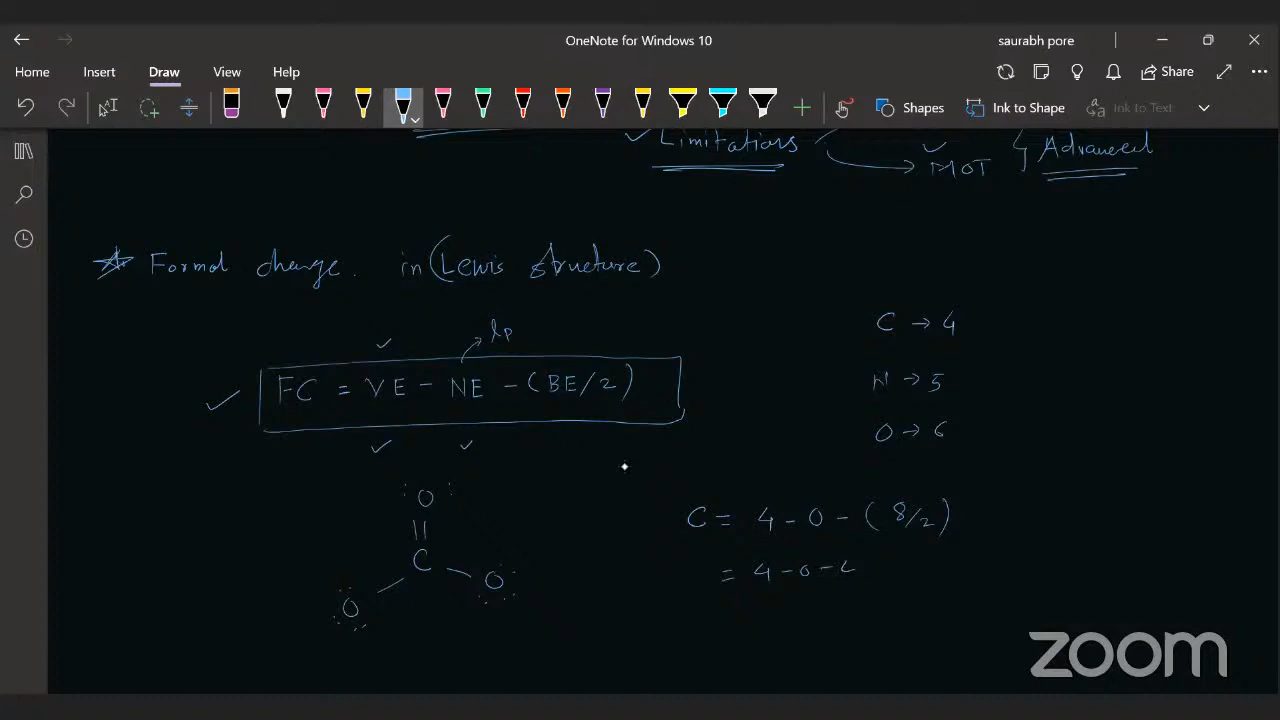 OneNote for Windows 10
saurabh pore
Home Insert Draw View Help
Share
Shapes
Ink to Shape
Ink to Text
Limitations
MOT
Advanced
Formal charge. in (Lewis structure)
lp
FC = VE - NE - (BE/2)
C → 4
N → 5
O → 6
O
C
O
O
C = 4 - 0 - (8/2)
= 4 - 0 - 4
zoom